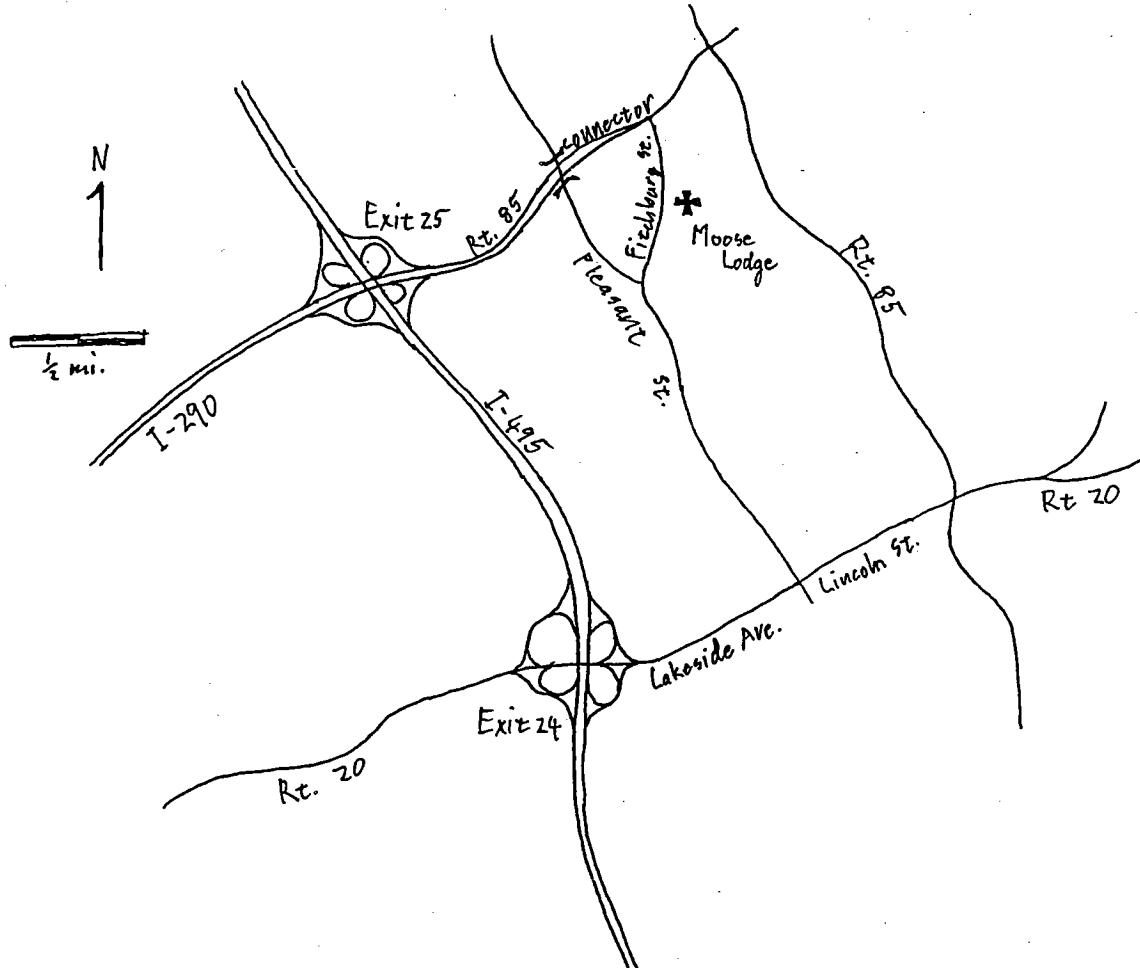 N
connector
Fitchburg St.
Exit 25
Rt. 85
Moose
Lodge
Pleasant
St.
Rt. 85
1/2 mi.
I-290
I-495
Rt 20
Lincoln St.
Lakeside Ave.
Exit 24
Rt. 20